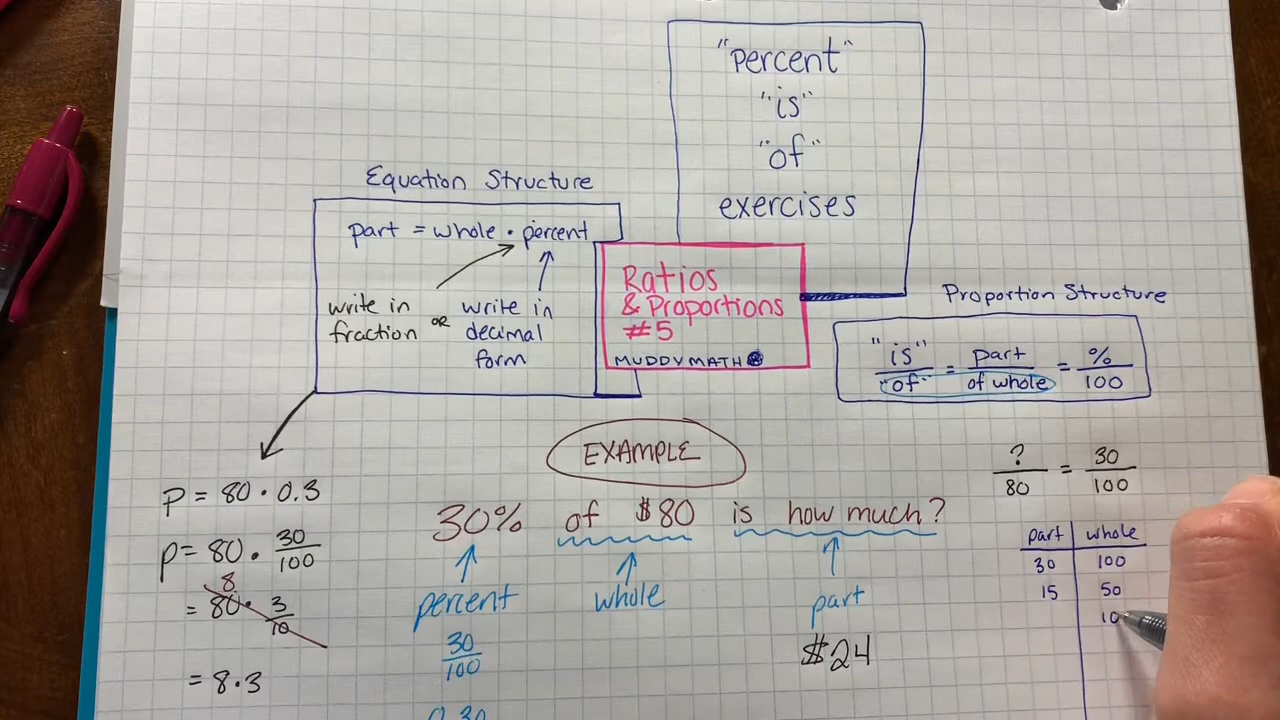 "percent"
"is"
"of"
exercises
Equation Structure
part = whole · percent
write in fraction
OR
write in decimal form
Ratios
& Proportions
#5
MUDDYMATH
Proportion Structure
"is" / "of" = part / of whole = % / 100
EXAMPLE
30% of $80 is how much?
percent
30/100
0.30
whole
part
$24
P = 80 · 0.3
P = 80 · 30/100
8
= 80 · 3/10
= 8 · 3
? / 80 = 30 / 100
part whole
30 100
15 50
10